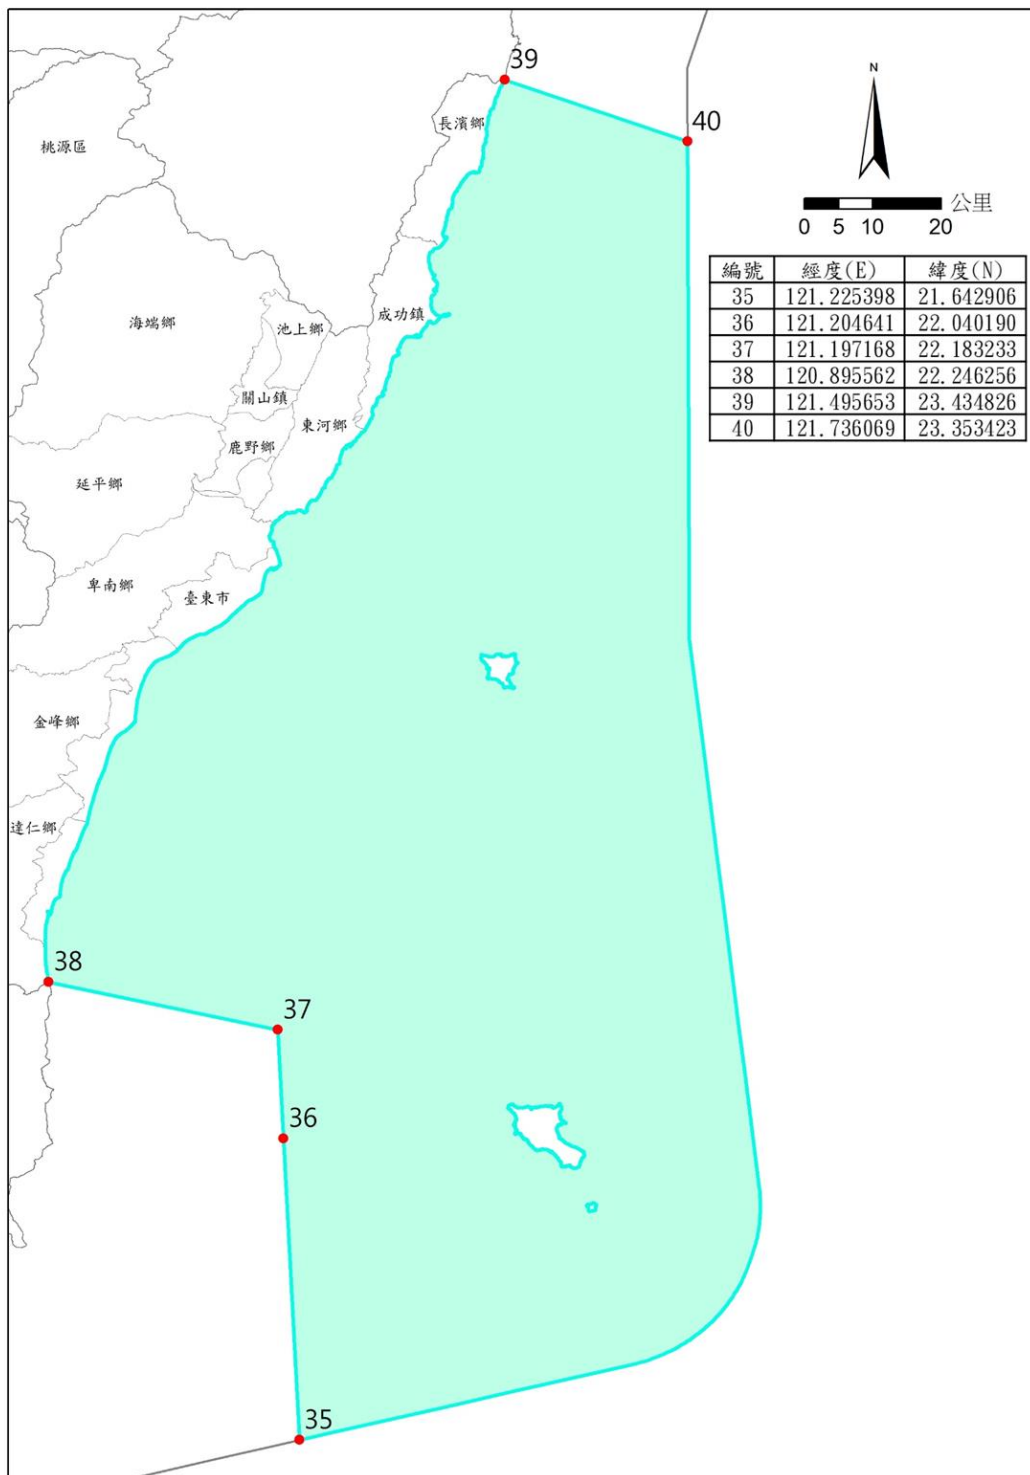 39
N
長濱鄉
40
桃源區
公里
0 5 10 20
編號 經度(E) 緯度(N)
35 121.225398 21.642906
36 121.204641 22.040190
37 121.197168 22.183233
38 120.895562 22.246256
39 121.495653 23.434826
40 121.736069 23.353423
海端鄉
池上鄉
成功鎮
關山鎮
東河鄉
鹿野鄉
延平鄉
卑南鄉
臺東市
金峰鄉
達仁鄉
38
37
36
35